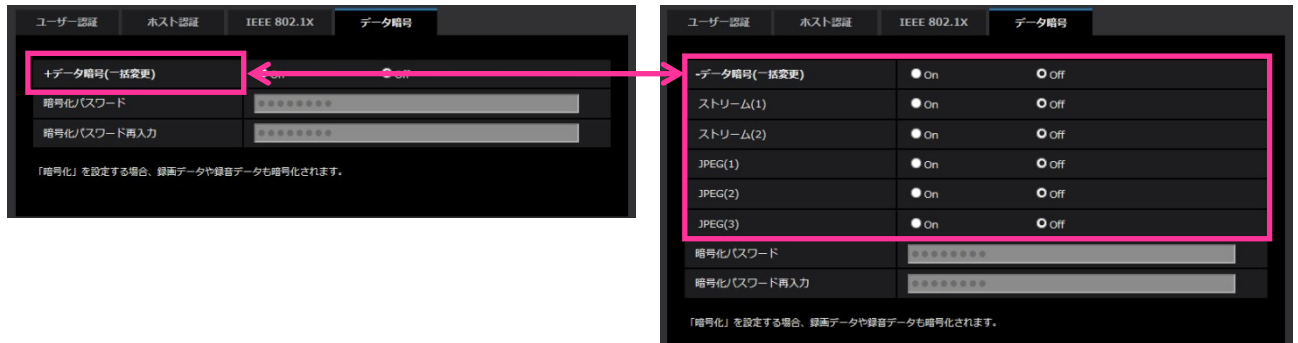 ユーザー認証 ホスト認証 IEEE 802.1X データ暗号
+データ暗号(一括変更) On Off
暗号化パスワード
暗号化パスワード再入力
「暗号化」を設定する場合、録画データや録音データも暗号化されます。
ユーザー認証 ホスト認証 IEEE 802.1X データ暗号
-データ暗号(一括変更) On Off
ストリーム(1) On Off
ストリーム(2) On Off
JPEG(1) On Off
JPEG(2) On Off
JPEG(3) On Off
暗号化パスワード
暗号化パスワード再入力
「暗号化」を設定する場合、録画データや録音データも暗号化されます。